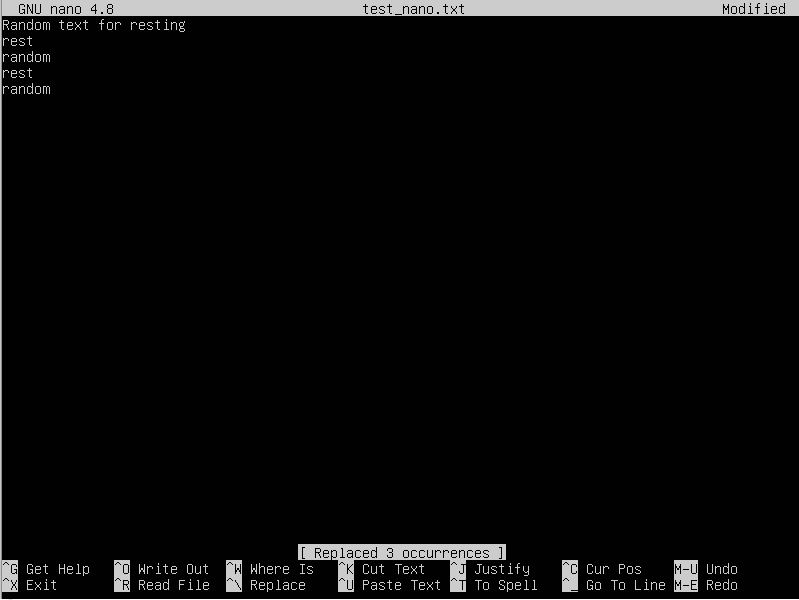 GNU nano 4.8 test_nano.txt Modified
Random text for resting
rest
random
rest
random
[ Replaced 3 occurrences ]
^G Get Help ^O Write Out ^W Where Is ^K Cut Text ^J Justify ^C Cur Pos M-U Undo
^X Exit ^R Read File ^\ Replace ^U Paste Text ^T To Spell ^_ Go To Line M-E Redo